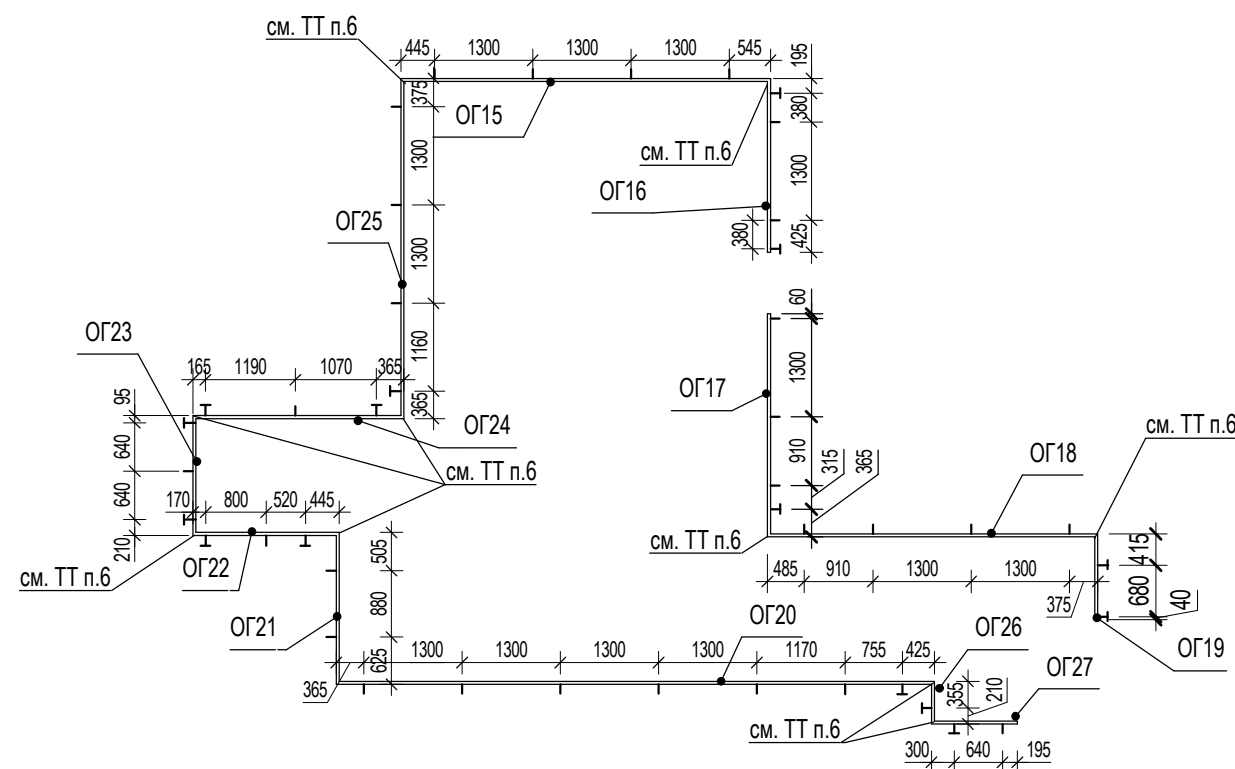 см. ТТ п.6
445 1300 1300 1300 545
195
375
ОГ15
380
см. ТТ п.6
1300
1300
ОГ16
380
425
ОГ25
1300
60
ОГ23
1160
1300
165 1190 1070 365
ОГ17
95
365
ОГ24
см. ТТ п.6
640
910
315
365
ОГ18
см. ТТ п.6
170 800 520 445
640
210
505
см. ТТ п.6
415
см. ТТ п.6
ОГ22
485 910 1300 1300
375
680
40
880
ОГ21
ОГ20
ОГ26
ОГ19
625
1300 1300 1300 1300 1170 755 425
ОГ27
365
355
210
см. ТТ п.6
300 640 195